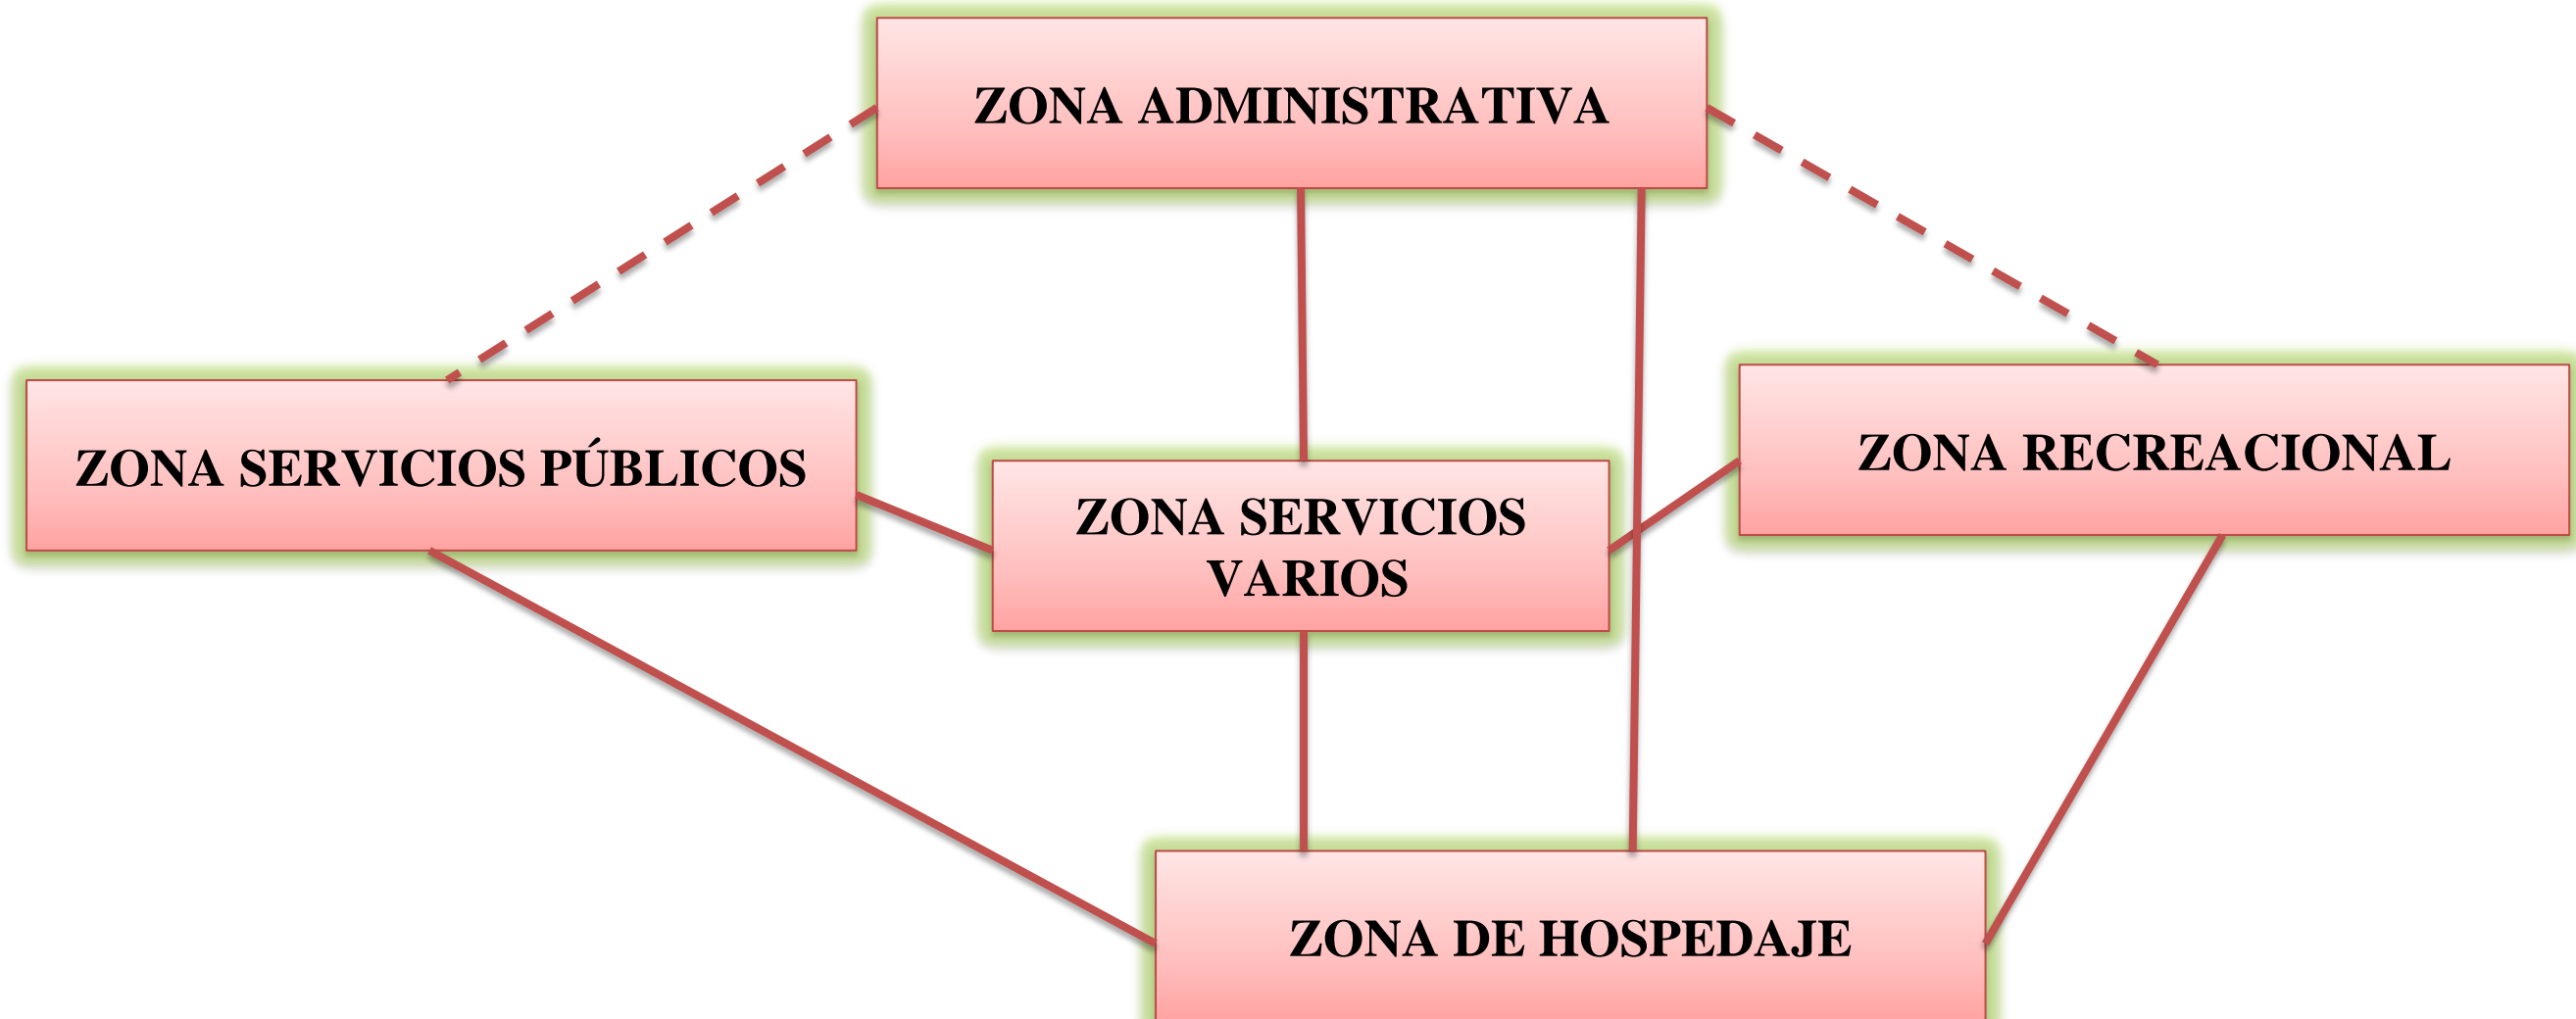 ZONA ADMINISTRATIVA
ZONA SERVICIOS PÚBLICOS
ZONA RECREACIONAL
ZONA SERVICIOS
VARIOS
ZONA DE HOSPEDAJE